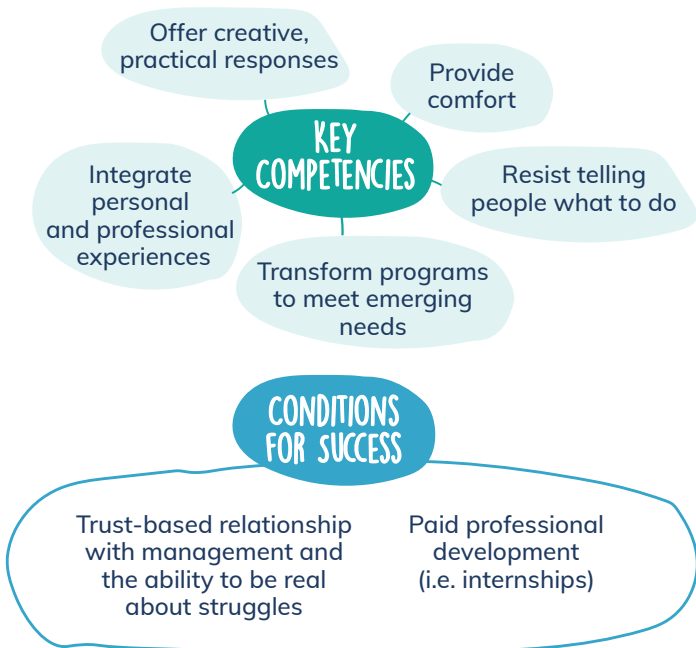 Offer creative,
practical responses
Provide
comfort
KEY
COMPETENCIES
Integrate
personal
and professional
experiences
Resist telling
people what to do
Transform programs
to meet emerging
needs
CONDITIONS
FOR SUCCESS
Trust-based relationship
with management and
the ability to be real
about struggles
Paid professional
development
(i.e. internships)